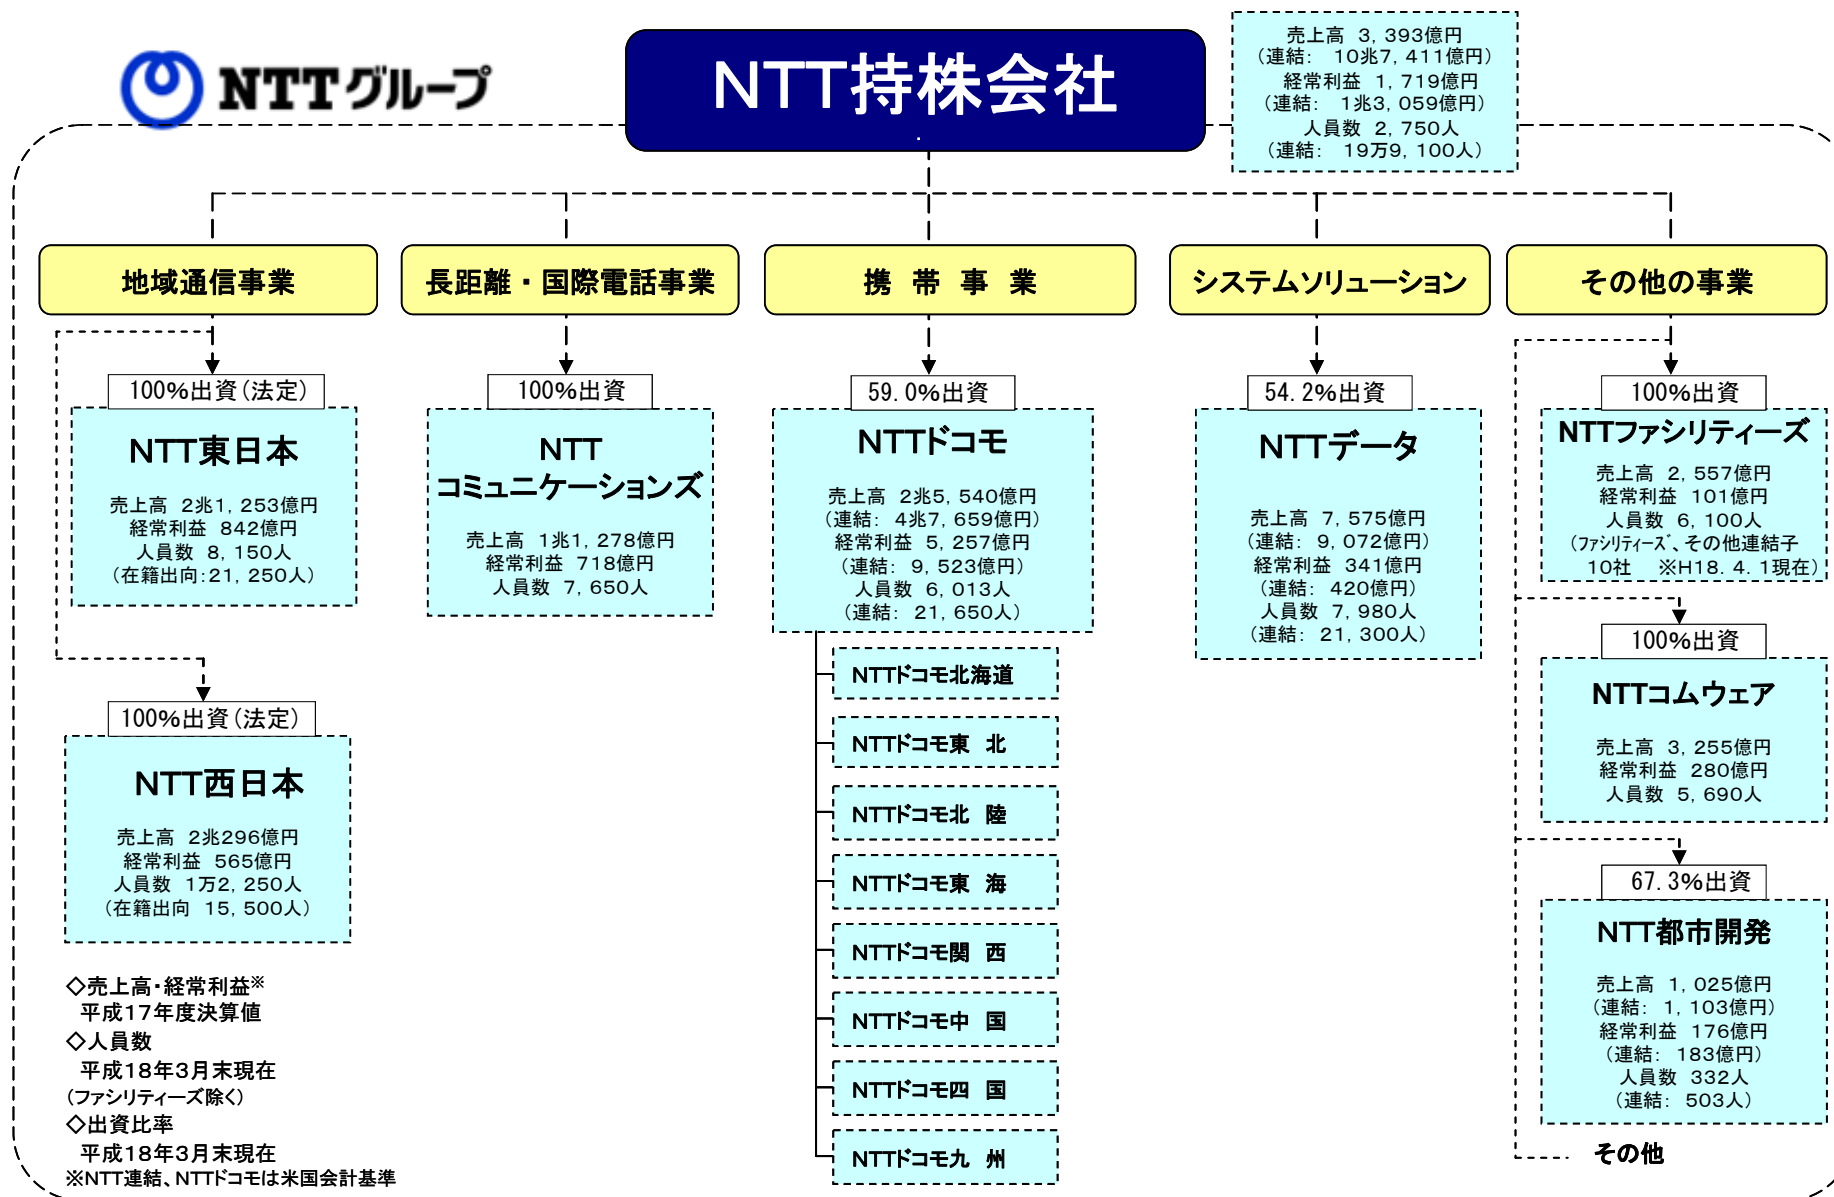 NTTグループ
NTT持株会社
売上高 3,393億円
(連結: 10兆7,411億円)
経常利益 1,719億円
(連結: 1兆3,059億円)
人員数 2,750人
(連結: 19万9,100人)
地域通信事業
長距離・国際電話事業
携帯事業
システムソリューション
その他の事業
100%出資(法定)
NTT東日本
売上高 2兆1,253億円
経常利益 842億円
人員数 8,150人
(在籍出向:21,250人)
100%出資(法定)
NTT西日本
売上高 2兆296億円
経常利益 565億円
人員数 1万2,250人
(在籍出向 15,500人)
100%出資
NTT
コミュニケーションズ
売上高 1兆1,278億円
経常利益 718億円
人員数 7,650人
59.0%出資
NTTドコモ
売上高 2兆5,540億円
(連結: 4兆7,659億円)
経常利益 5,257億円
(連結: 9,523億円)
人員数 6,013人
(連結: 21,650人)
NTTドコモ北海道
NTTドコモ東 北
NTTドコモ北 陸
NTTドコモ東 海
NTTドコモ関 西
NTTドコモ中 国
NTTドコモ四 国
NTTドコモ九 州
54.2%出資
NTTデータ
売上高 7,575億円
(連結: 9,072億円)
経常利益 341億円
(連結: 420億円)
人員数 7,980人
(連結: 21,300人)
100%出資
NTTファシリティーズ
売上高 2,557億円
経常利益 101億円
人員数 6,100人
(ファシリティーズ、その他連結子
10社 ※H18.4.1現在)
100%出資
NTTコムウェア
売上高 3,255億円
経常利益 280億円
人員数 5,690人
67.3%出資
NTT都市開発
売上高 1,025億円
(連結: 1,103億円)
経常利益 176億円
(連結: 183億円)
人員数 332人
(連結: 503人)
その他
◇売上高・経常利益※
平成17年度決算値
◇人員数
平成18年3月末現在
(ファシリティーズ除く)
◇出資比率
平成18年3月末現在
※NTT連結、NTTドコモは米国会計基準